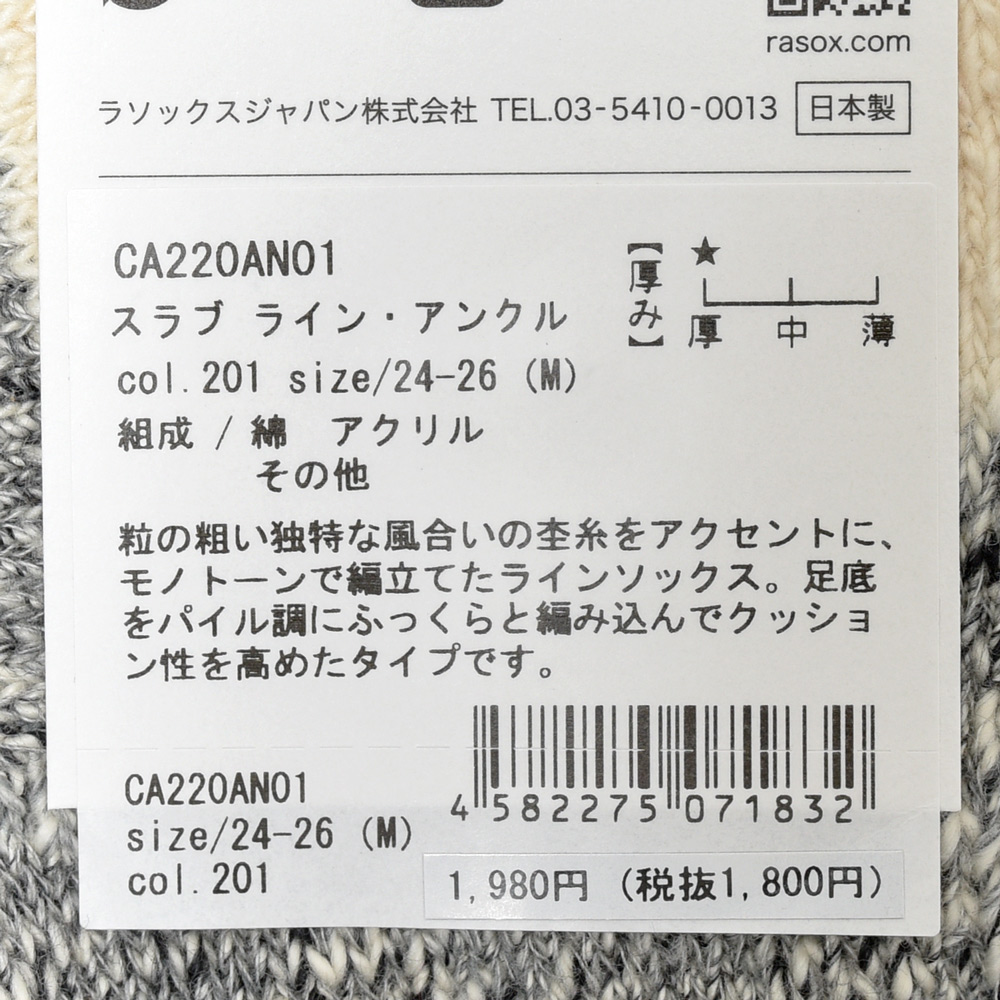 rasox.com
ラソックスジャパン株式会社 TEL.03-5410-0013 日本製
CA220AN01
【厚み】
★
厚 中 薄
スラブ ライン・アンクル
col.201 size/24-26 (M)
組成 / 綿 アクリル
その他
粒の粗い独特な風合いの杢糸をアクセントに、
モノトーンで編立てたラインソックス。足底
をパイル調にふっくらと編み込んでクッショ
ン性を高めたタイプです。
4 582275 071832
CA220AN01
size/24-26 (M)
col.201
1,980円 (税抜1,800円)